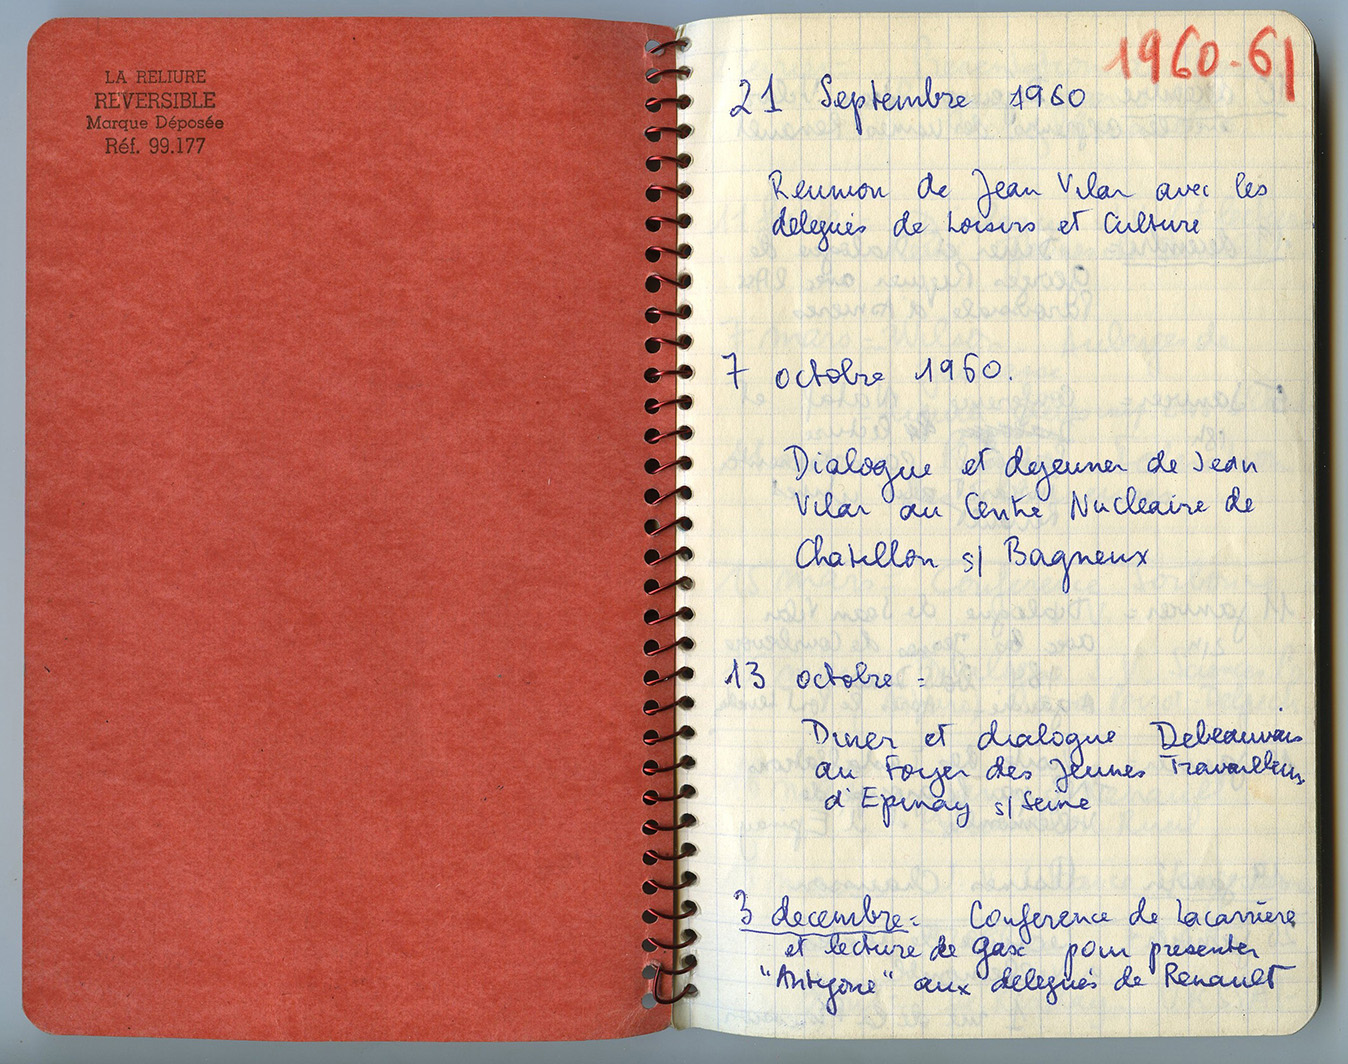 LA RELIURE
REVERSIBLE
Marque Déposée
Réf. 99.177
1960-61
21 Septembre 1960
Reunion de Jean Vilar avec les
delegués de Loisirs et Culture
7 octobre 1960.
Dialogue et dejeuner de Jean
Vilar au Centre Nucleaire de
Chatillon s/ Bagneux
13 octobre =
Diner et dialogue Debeauvais
au Foyer des Jeunes Travailleurs
d'Epinay s/Seine
3 decembre = Conference de Lacarrière
et lecture de Gasc pour presenter
"Antigone" aux delegués de Renault